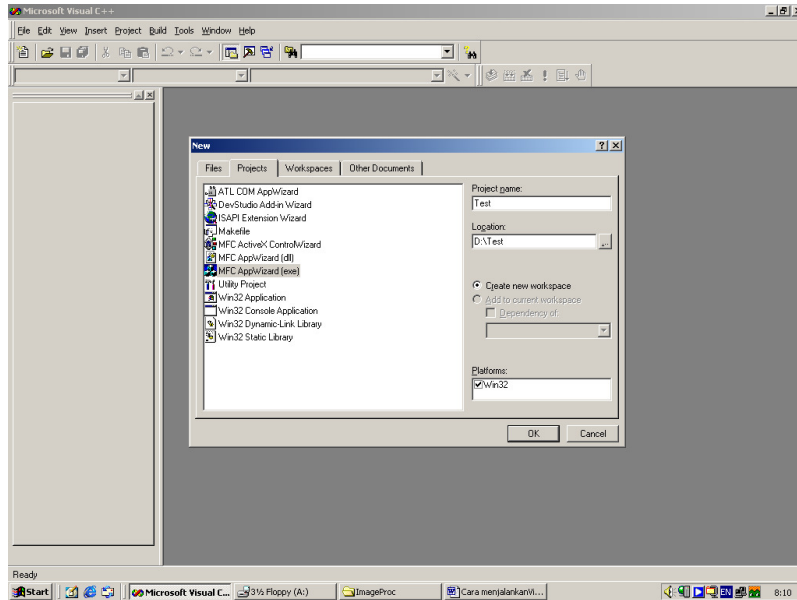 Microsoft Visual C++
File Edit View Insert Project Build Tools Window Help
New
Files Projects Workspaces Other Documents
ATL COM AppWizard
DevStudio Add-in Wizard
ISAPI Extension Wizard
Makefile
MFC ActiveX ControlWizard
MFC AppWizard (dll)
MFC AppWizard (exe)
Utility Project
Win32 Application
Win32 Console Application
Win32 Dynamic-Link Library
Win32 Static Library
Project name:
Test
Location:
D:\Test
...
Create new workspace
Add to current workspace
Dependency of:
Platforms:
Win32
OK Cancel
Ready
Start Microsoft Visual C... 3½ Floppy (A:) ImageProc Cara menjalankanVi... EN 8:10